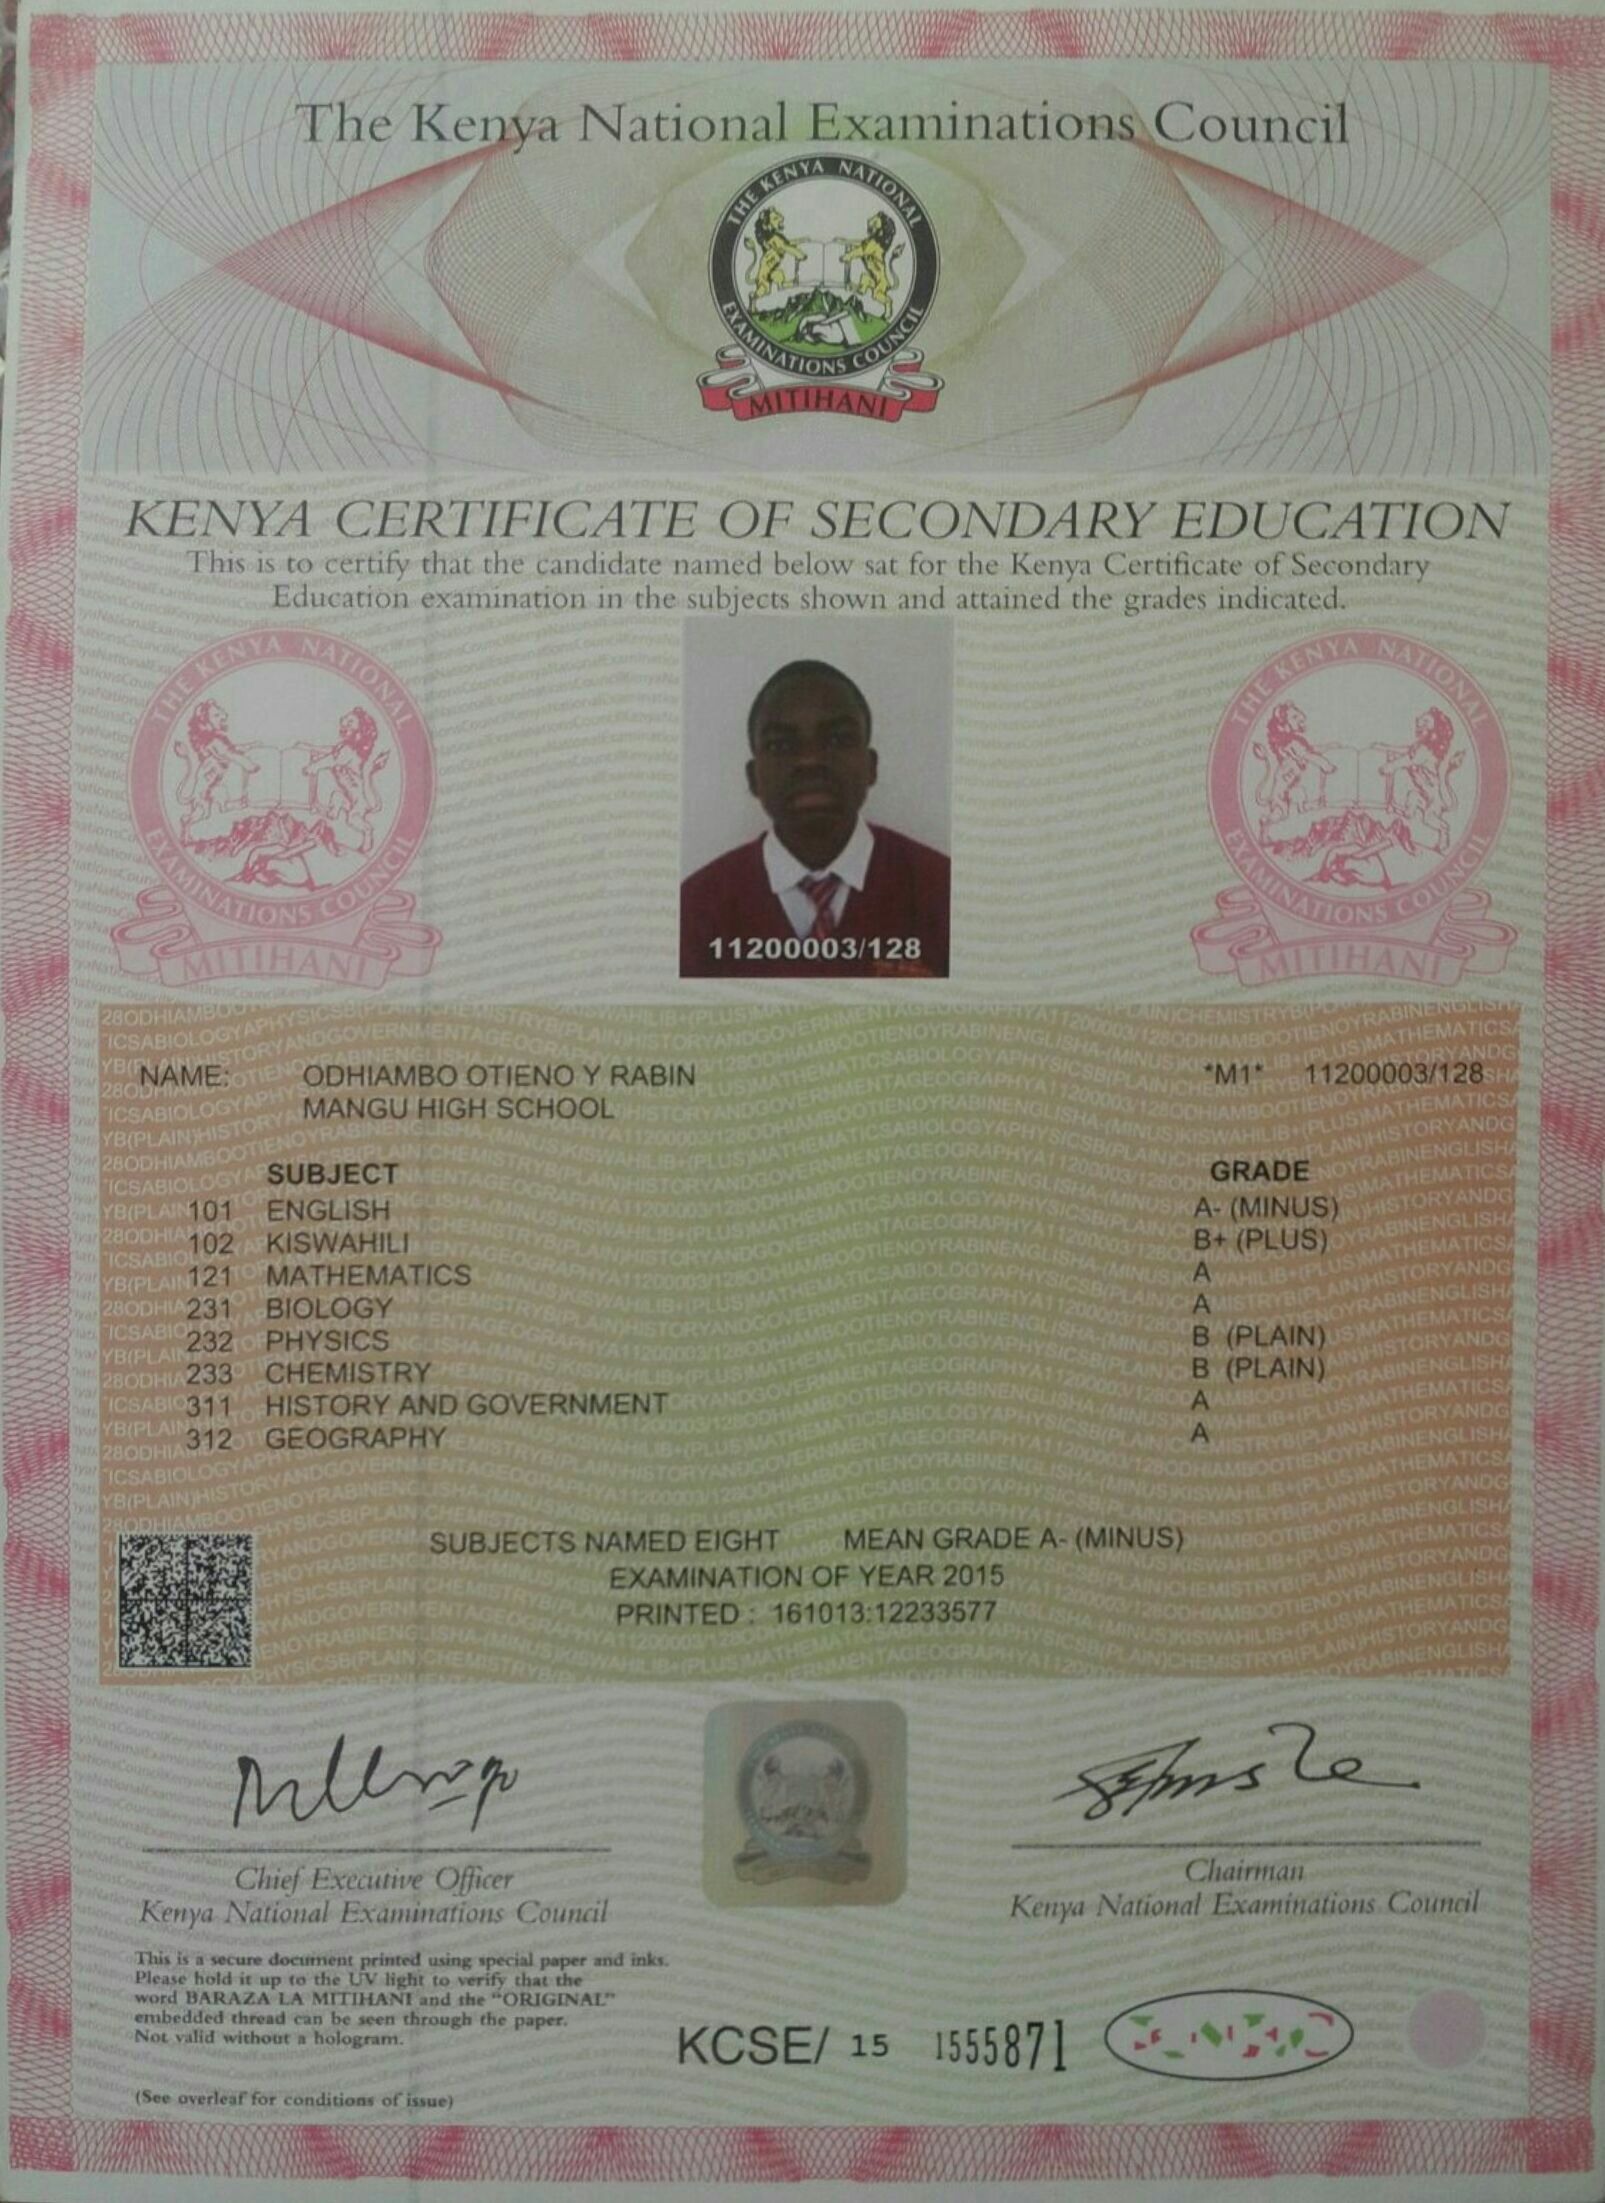 The Kenya National Examinations Council
THE KENYA NATIONAL
EXAMINATIONS COUNCIL
MITIHANI
KENYA CERTIFICATE OF SECONDARY EDUCATION
This is to certify that the candidate named below sat for the Kenya Certificate of Secondary
Education examination in the subjects shown and attained the grades indicated.
THE KENYA NATIONAL
EXAMINATIONS COUNCIL
MITIHANI
THE KENYA NATIONAL
EXAMINATIONS COUNCIL
MITIHANI
11200003/128
NAME: ODHIAMBO OTIENO Y RABIN *M1* 11200003/128
MANGU HIGH SCHOOL
SUBJECT GRADE
101 ENGLISH A- (MINUS)
102 KISWAHILI B+ (PLUS)
121 MATHEMATICS A
231 BIOLOGY A
232 PHYSICS B (PLAIN)
233 CHEMISTRY B (PLAIN)
311 HISTORY AND GOVERNMENT A
312 GEOGRAPHY A
SUBJECTS NAMED EIGHT MEAN GRADE A- (MINUS)
EXAMINATION OF YEAR 2015
PRINTED : 161013:12233577
Chief Executive Officer
Kenya National Examinations Council
Chairman
Kenya National Examinations Council
This is a secure document printed using special paper and inks.
Please hold it up to the UV light to verify that the
word BARAZA LA MITIHANI and the "ORIGINAL"
embedded thread can be seen through the paper.
Not valid without a hologram.
KCSE/ 15 1555871
(See overleaf for conditions of issue)